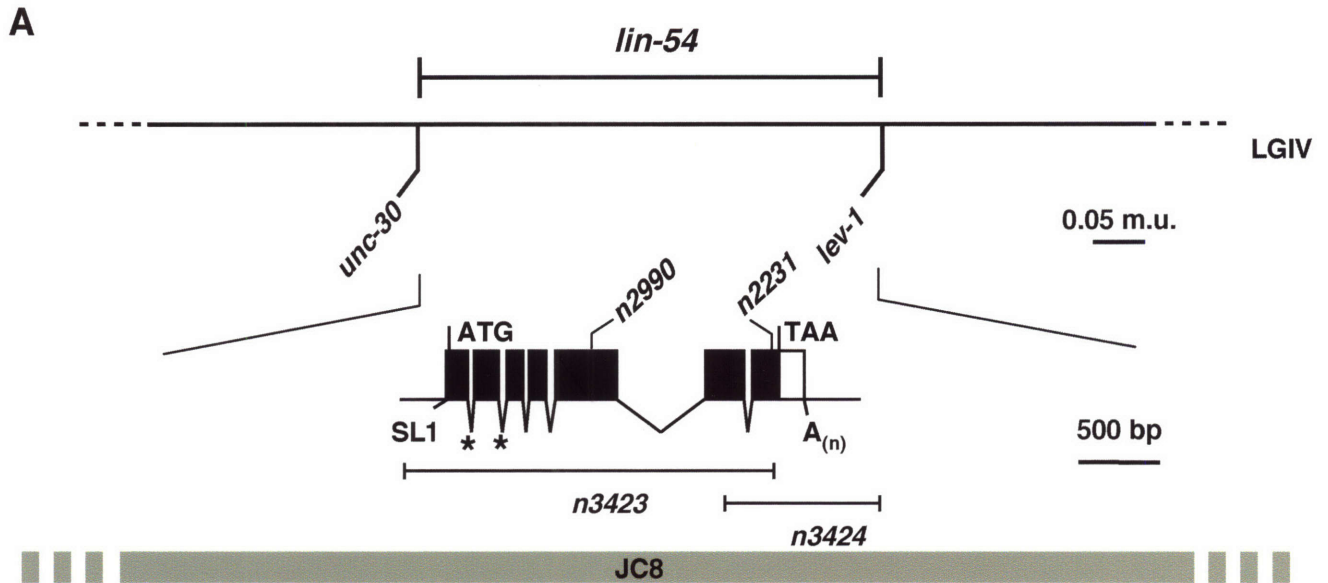 A
lin-54
LGIV
unc-30
lev-1
0.05 m.u.
n2990
n2231
ATG
TAA
SL1
* *
A(n)
500 bp
n3423
n3424
JC8